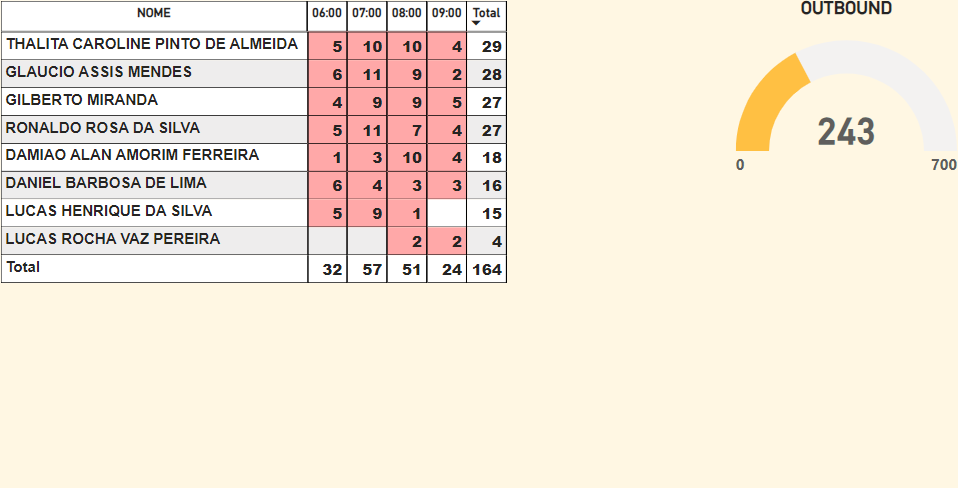 NOME 06:00 07:00 08:00 09:00 Total
THALITA CAROLINE PINTO DE ALMEIDA 5 10 10 4 29
GLAUCIO ASSIS MENDES 6 11 9 2 28
GILBERTO MIRANDA 4 9 9 5 27
RONALDO ROSA DA SILVA 5 11 7 4 27
DAMIAO ALAN AMORIM FERREIRA 1 3 10 4 18
DANIEL BARBOSA DE LIMA 6 4 3 3 16
LUCAS HENRIQUE DA SILVA 5 9 1 15
LUCAS ROCHA VAZ PEREIRA 2 2 4
Total 32 57 51 24 164
OUTBOUND
243
0 700